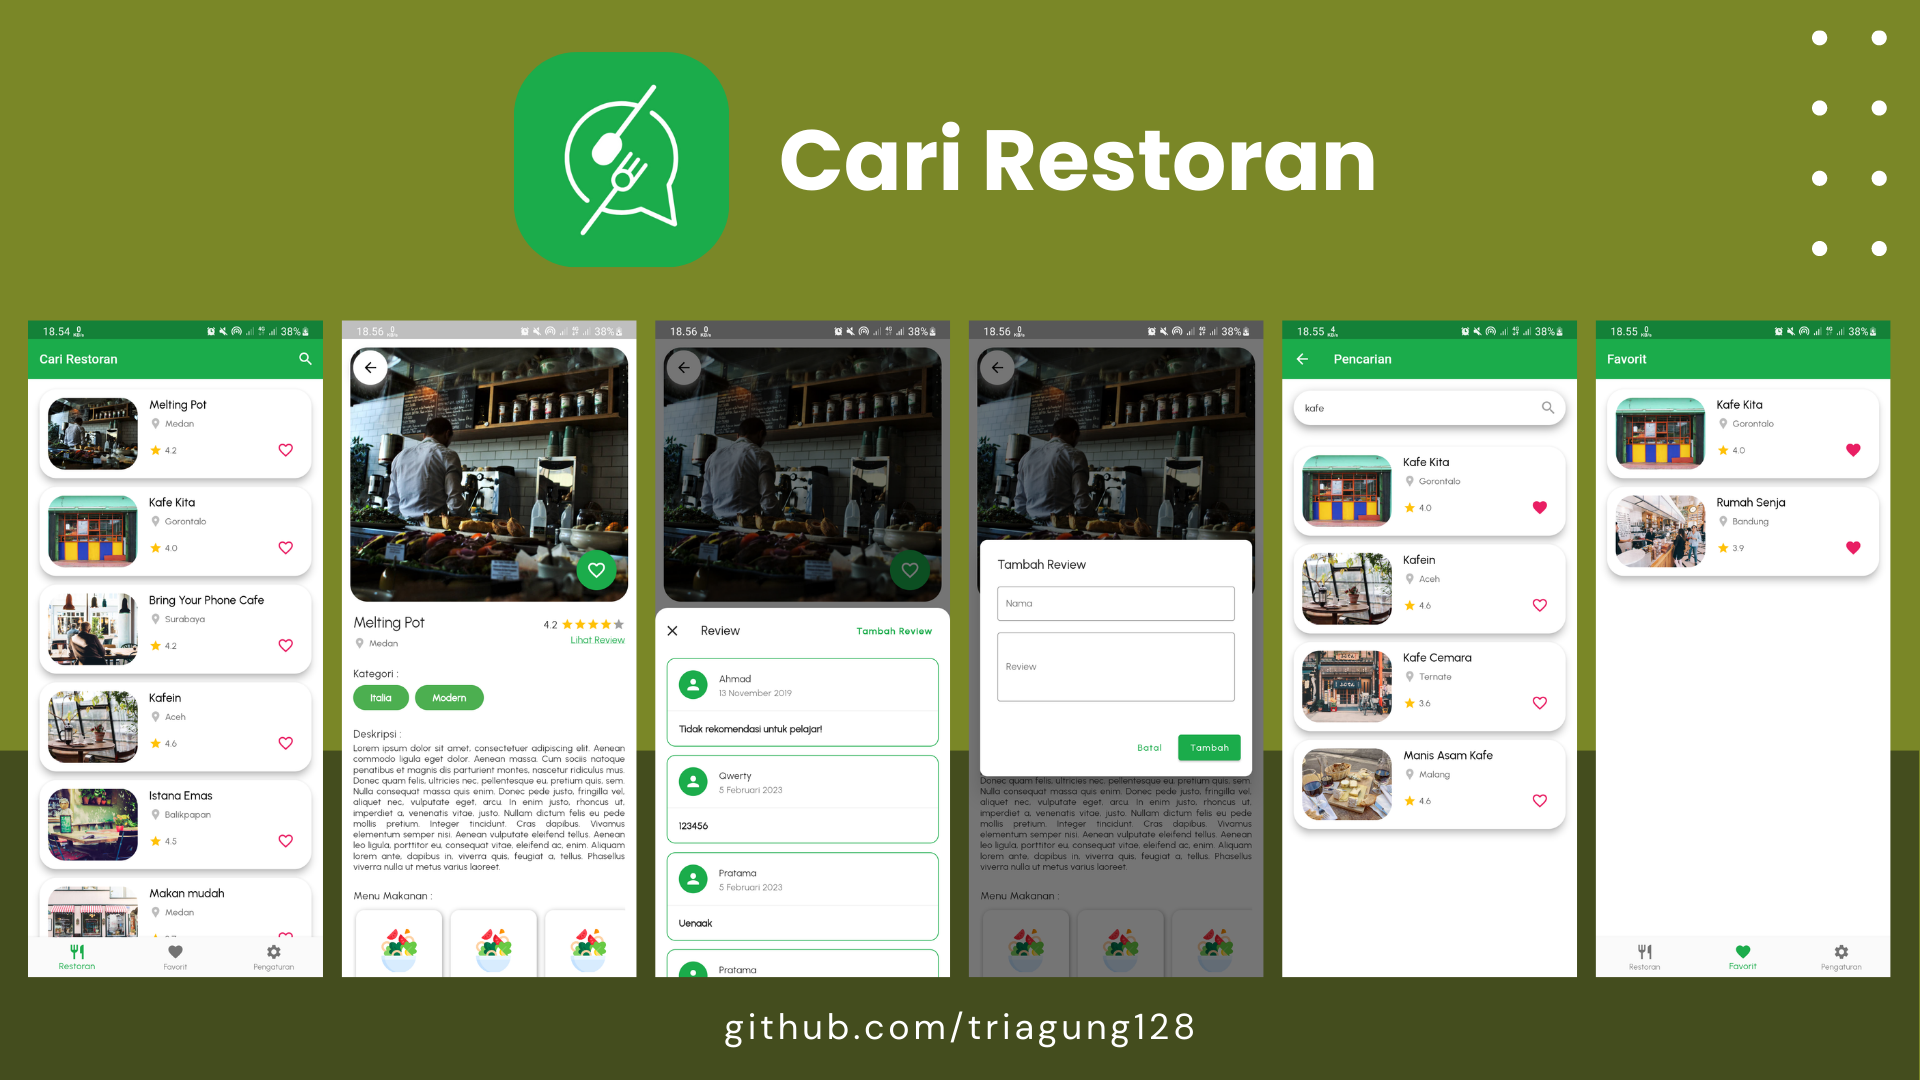 Cari Restoran
18.54 0 KB/s 38%
Cari Restoran
Melting Pot
Medan
4.2
Kafe Kita
Gorontalo
4.0
Bring Your Phone Cafe
Surabaya
4.2
Kafein
Aceh
4.6
Istana Emas
Balikpapan
4.5
Makan mudah
Medan
Restoran
Favorit
Pengaturan
18.56 0 KB/s 38%
Melting Pot
4.2
Medan
Lihat Review
Kategori :
Italia
Modern
Deskripsi :
Lorem ipsum dolor sit amet, consectetuer adipiscing elit. Aenean
commodo ligula eget dolor. Aenean massa. Cum sociis natoque
penatibus et magnis dis parturient montes, nascetur ridiculus mus.
Donec quam felis, ultricies nec, pellentesque eu, pretium quis, sem.
Nulla consequat massa quis enim. Donec pede justo, fringilla vel,
aliquet nec, vulputate eget, arcu. In enim justo, rhoncus ut,
imperdiet a, venenatis vitae, justo. Nullam dictum felis eu pede
mollis pretium. Integer tincidunt. Cras dapibus. Vivamus
elementum semper nisi. Aenean vulputate eleifend tellus. Aenean
leo ligula, porttitor eu, consequat vitae, eleifend ac, enim. Aliquam
lorem ante, dapibus in, viverra quis, feugiat a, tellus. Phasellus
viverra nulla ut metus varius laoreet.
Menu Makanan :
18.56 0 KB/s 38%
Review
Tambah Review
Ahmad
13 November 2019
Tidak rekomendasi untuk pelajar!
Qwerty
5 Februari 2023
123456
Pratama
5 Februari 2023
Uenaak
Pratama
18.56 0 KB/s 38%
Tambah Review
Nama
Review
Batal
Tambah
Donec quam felis, ultricies nec, pellentesque eu, pretium quis, sem.
Nulla consequat massa quis enim. Donec pede justo, fringilla vel,
aliquet nec, vulputate eget, arcu. In enim justo, rhoncus ut,
imperdiet a, venenatis vitae, justo. Nullam dictum felis eu pede
mollis pretium. Integer tincidunt. Cras dapibus. Vivamus
elementum semper nisi. Aenean vulputate eleifend tellus. Aenean
leo ligula, porttitor eu, consequat vitae, eleifend ac, enim. Aliquam
lorem ante, dapibus in, viverra quis, feugiat a, tellus. Phasellus
viverra nulla ut metus varius laoreet.
Menu Makanan :
18.55 4 KB/s 38%
Pencarian
kafe
Kafe Kita
Gorontalo
4.0
Kafein
Aceh
4.6
Kafe Cemara
Ternate
3.6
Manis Asam Kafe
Malang
4.6
18.55 0 KB/s 38%
Favorit
Kafe Kita
Gorontalo
4.0
Rumah Senja
Bandung
3.9
Restoran
Favorit
Pengaturan
github.com/triagung128